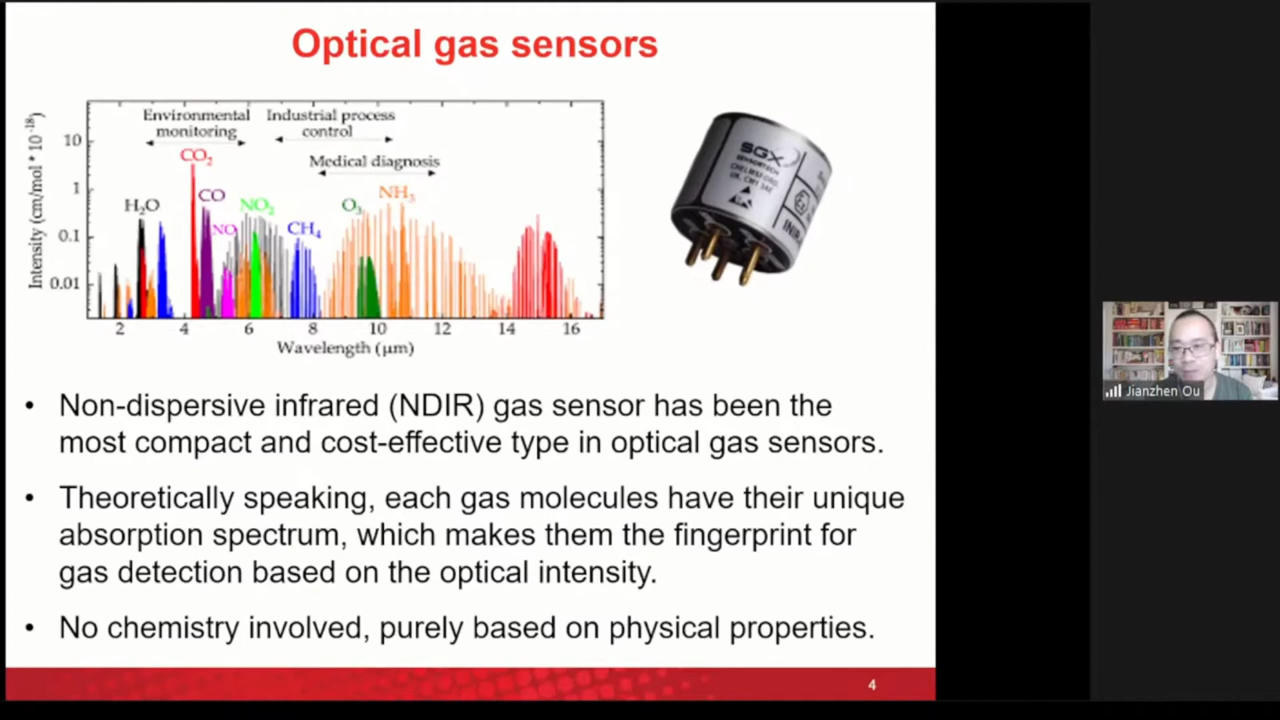 Optical gas sensors
Environmental
monitoring
Industrial process
control
Medical diagnosis
CO₂
H₂O
CO
NO
NO₂
CH₄
O₃
NH₃
Intensity (cm/mol * 10⁻¹⁸)
10
1
0.1
0.01
2 4 6 8 10 12 14 16
Wavelength (μm)
SGX
SENSORTECH
• Non-dispersive infrared (NDIR) gas sensor has been the
most compact and cost-effective type in optical gas sensors.
• Theoretically speaking, each gas molecules have their unique
absorption spectrum, which makes them the fingerprint for
gas detection based on the optical intensity.
• No chemistry involved, purely based on physical properties.
4
Jianzhen Ou